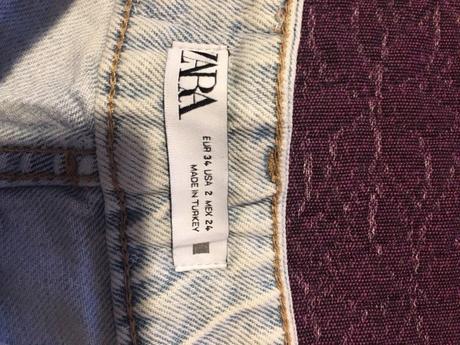 ZARA
EUR 34 USA 2 MEX 24
MADE IN TURKEY